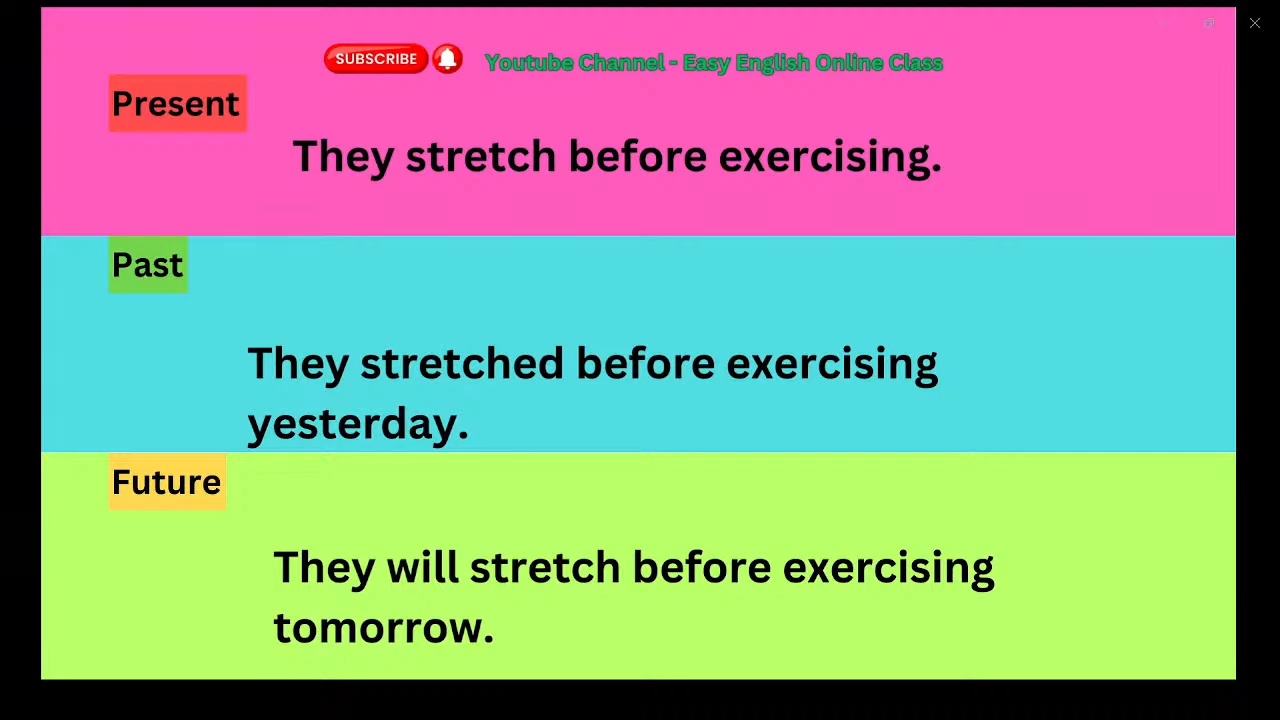 SUBSCRIBE
Youtube Channel - Easy English Online Class
Present
They stretch before exercising.
Past
They stretched before exercising
yesterday.
Future
They will stretch before exercising
tomorrow.